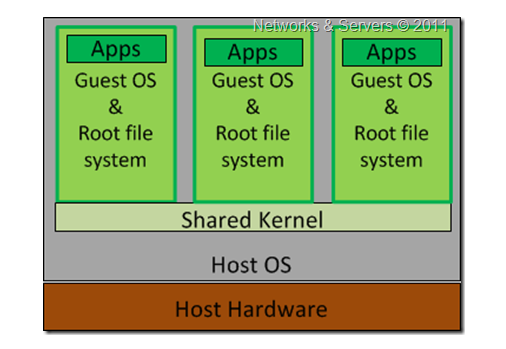 Networks & Servers © 2011
Apps
Guest OS
&
Root file
system
Apps
Guest OS
&
Root file
system
Apps
Guest OS
&
Root file
system
Shared Kernel
Host OS
Host Hardware